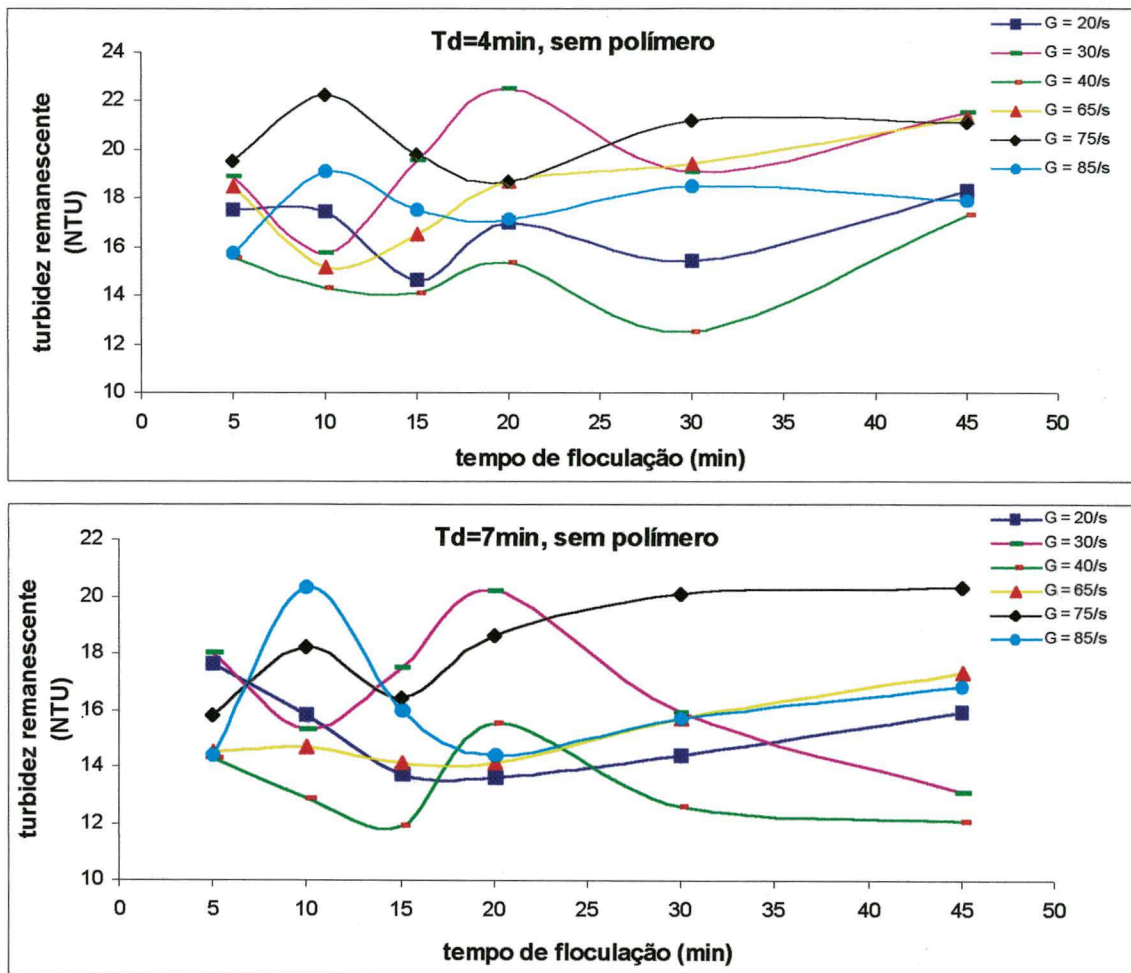 Td=4min, sem polímero
G = 20/s
G = 30/s
G = 40/s
G = 65/s
G = 75/s
G = 85/s
turbidez remanescente
(NTU)
24
22
20
18
16
14
12
10
0 5 10 15 20 25 30 35 40 45 50
tempo de floculação (min)
Td=7min, sem polímero
G = 20/s
G = 30/s
G = 40/s
G = 65/s
G = 75/s
G = 85/s
turbidez remanescente
(NTU)
22
20
18
16
14
12
10
0 5 10 15 20 25 30 35 40 45 50
tempo de floculação (min)